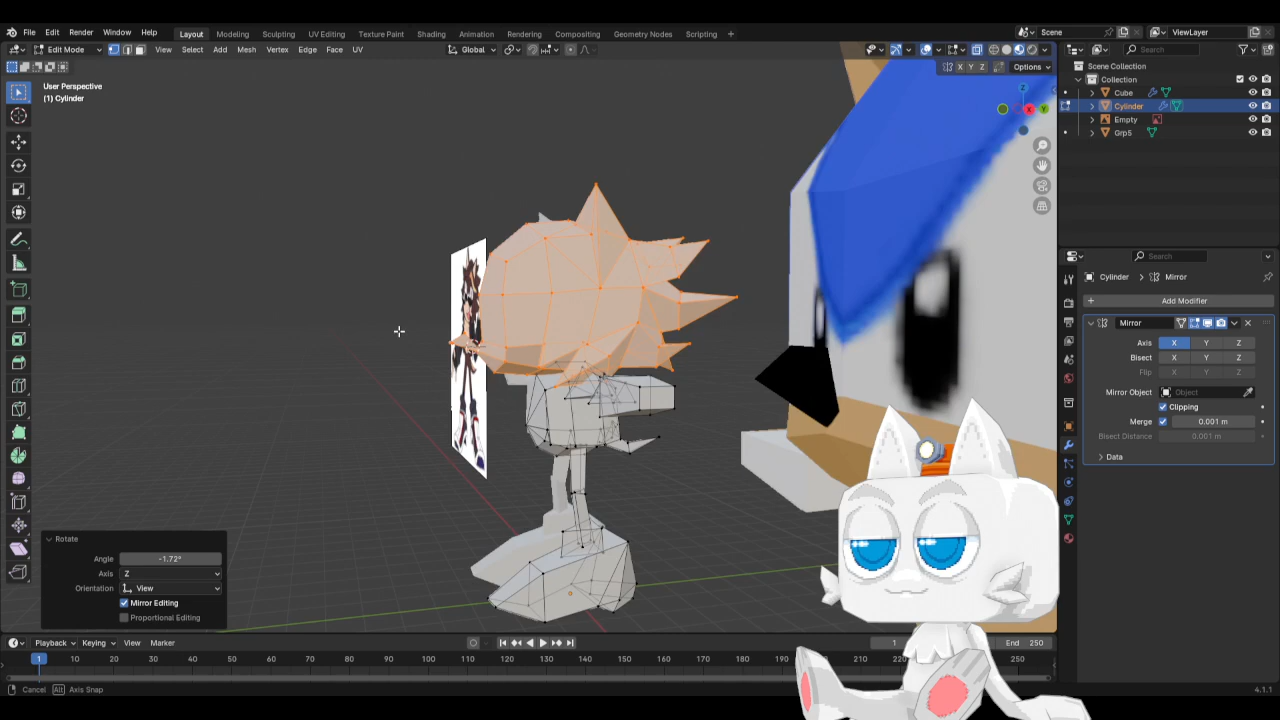 File Edit Render Window Help Layout Modeling Sculpting UV Editing Texture Paint Shading Animation Rendering Compositing Geometry Nodes Scripting + Scene ViewLayer
Edit Mode View Select Add Mesh Vertex Edge Face UV Global Search
X Y Z Options
Scene Collection
Collection
Cube
Cylinder
Empty
Grp5
User Perspective
(1) Cylinder
Z
X
Y
Search
Cylinder Mirror
+ Add Modifier
Mirror
Axis X Y Z
Bisect X Y Z
Flip X Y Z
Mirror Object Object
Clipping
Merge 0.001 m
Bisect Distance 0.001 m
Data
Rotate
Angle -1.72°
Axis Z
Orientation View
Mirror Editing
Proportional Editing
Playback Keying View Marker 1 End 250
1 10 20 30 40 50 60 70 80 90 100 110 120 130 140 150 160 170 180 190 200 210 250
Cancel Alt Axis Snap 4.1.1